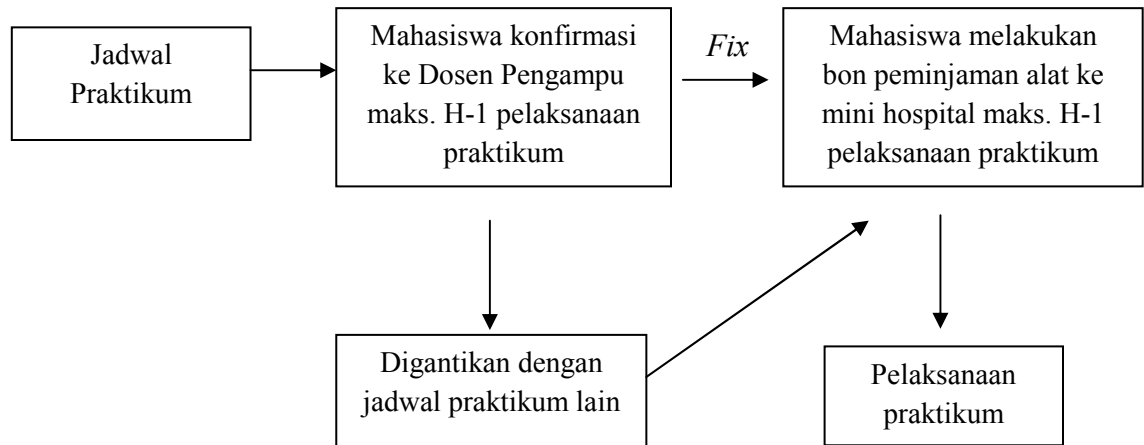 Jadwal
Praktikum
Mahasiswa konfirmasi
ke Dosen Pengampu
maks. H-1 pelaksanaan
praktikum
Fix
Mahasiswa melakukan
bon peminjaman alat ke
mini hospital maks. H-1
pelaksanaan praktikum
Digantikan dengan
jadwal praktikum lain
Pelaksanaan
praktikum